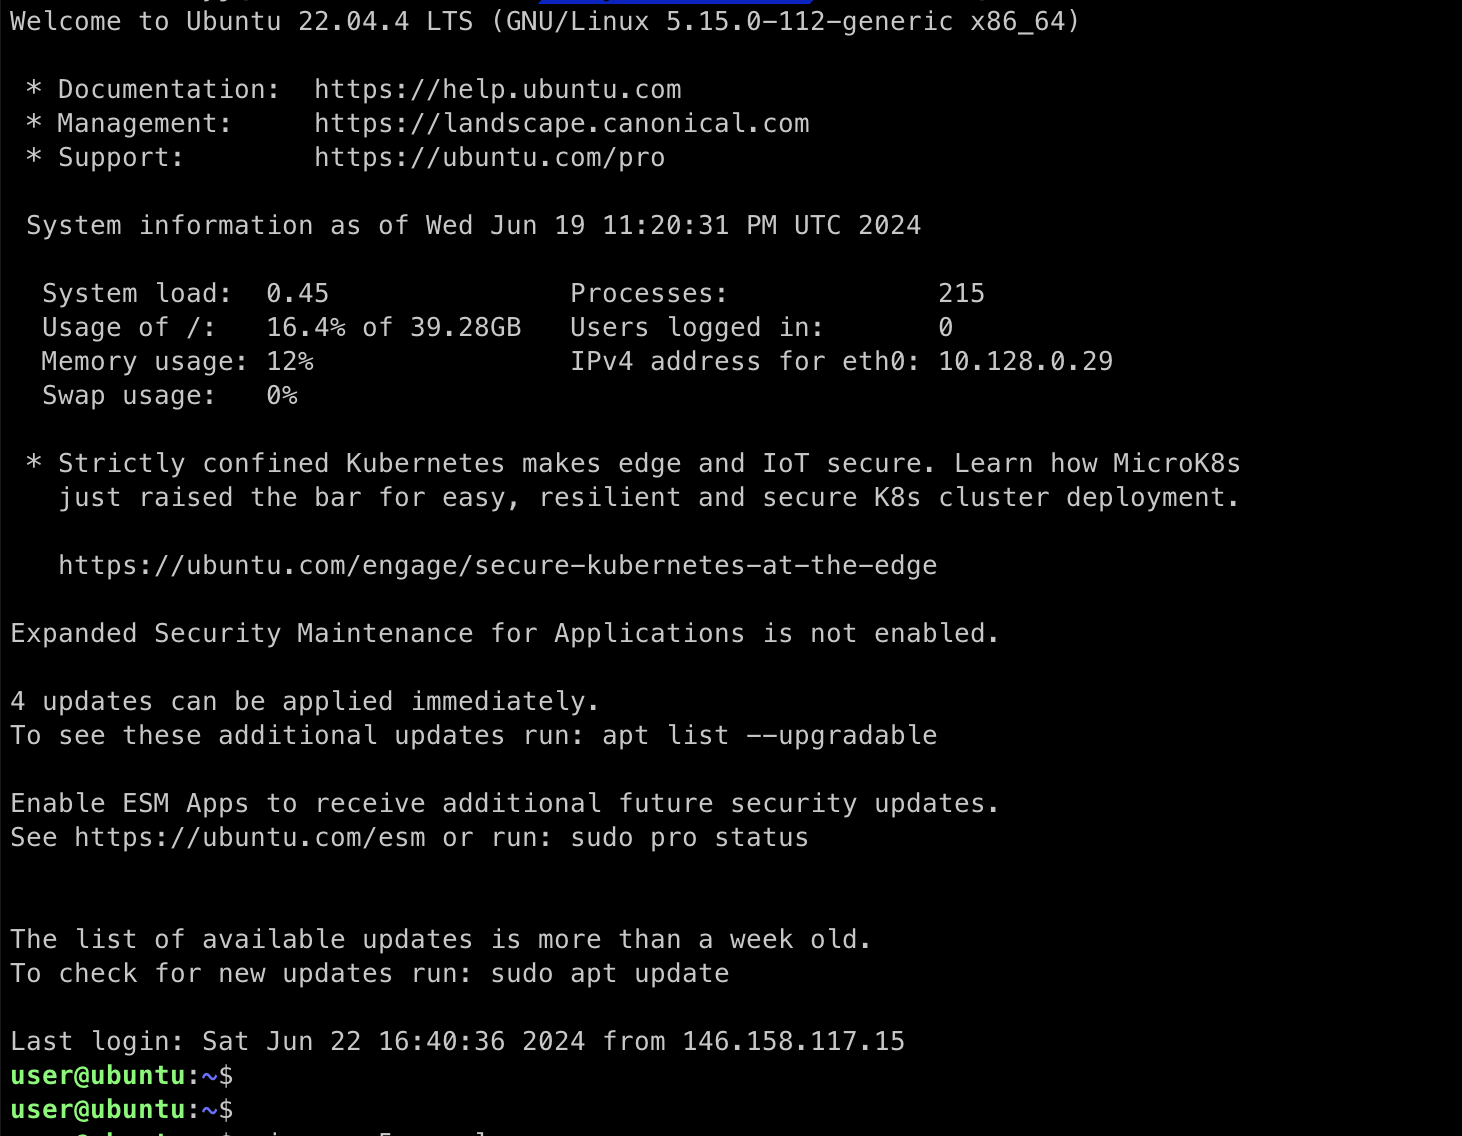 Welcome to Ubuntu 22.04.4 LTS (GNU/Linux 5.15.0-112-generic x86_64)

 * Documentation:  https://help.ubuntu.com
 * Management:     https://landscape.canonical.com
 * Support:        https://ubuntu.com/pro

 System information as of Wed Jun 19 11:20:31 PM UTC 2024

  System load:  0.45               Processes:             215
  Usage of /:   16.4% of 39.28GB   Users logged in:       0
  Memory usage: 12%                IPv4 address for eth0: 10.128.0.29
  Swap usage:   0%

 * Strictly confined Kubernetes makes edge and IoT secure. Learn how MicroK8s
   just raised the bar for easy, resilient and secure K8s cluster deployment.

   https://ubuntu.com/engage/secure-kubernetes-at-the-edge

Expanded Security Maintenance for Applications is not enabled.

4 updates can be applied immediately.
To see these additional updates run: apt list --upgradable

Enable ESM Apps to receive additional future security updates.
See https://ubuntu.com/esm or run: sudo pro status


The list of available updates is more than a week old.
To check for new updates run: sudo apt update

Last login: Sat Jun 22 16:40:36 2024 from 146.158.117.15
user@ubuntu:~$
user@ubuntu:~$